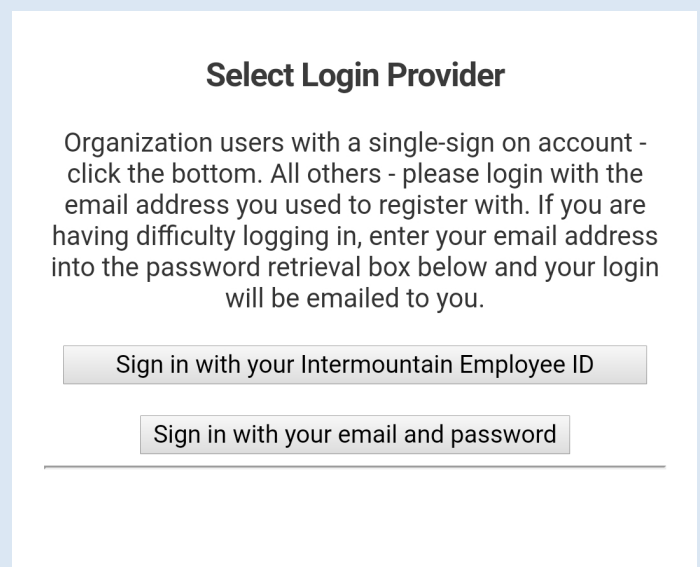 Select Login Provider
Organization users with a single-sign on account -
click the bottom. All others - please login with the
email address you used to register with. If you are
having difficulty logging in, enter your email address
into the password retrieval box below and your login
will be emailed to you.
Sign in with your Intermountain Employee ID
Sign in with your email and password